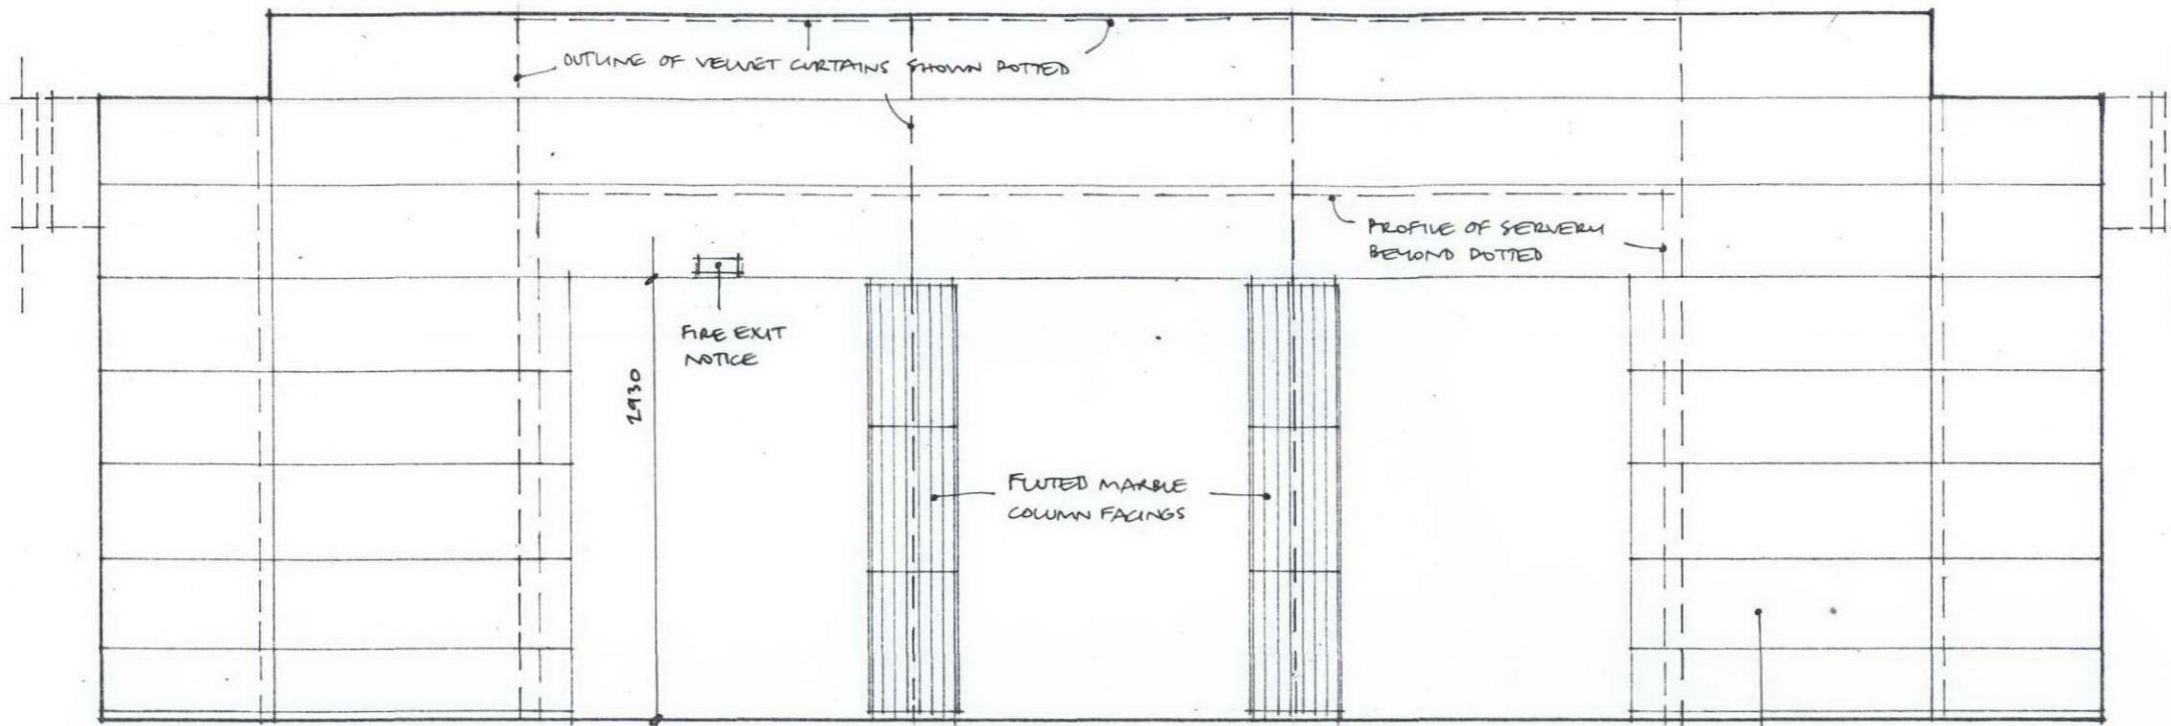 OUTLINE OF VELVET CURTAINS SHOWN DOTTED
PROFILE OF SERVERY
BEYOND DOTTED
FIRE EXIT
NOTICE
2930
FLUTED MARBLE
COLUMN FACINGS